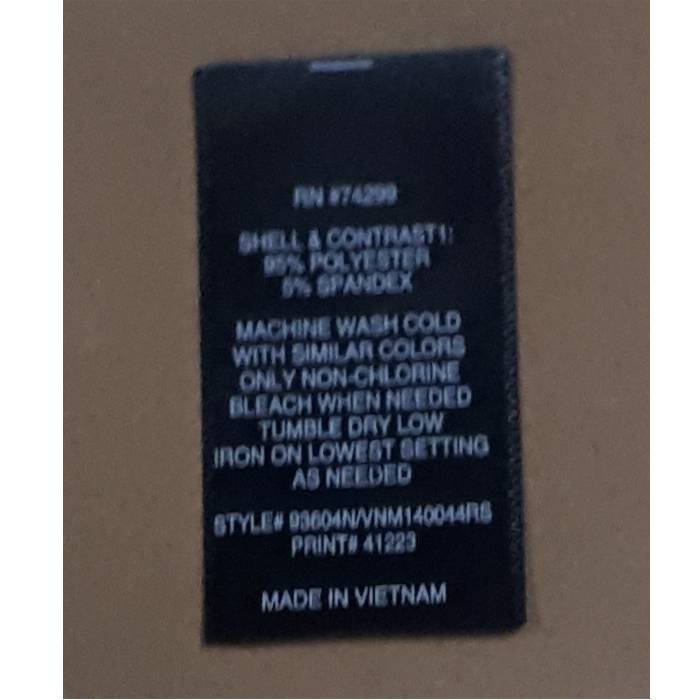 RN #74299
SHELL & CONTRAST1:
95% POLYESTER
5% SPANDEX
MACHINE WASH COLD
WITH SIMILAR COLORS
ONLY NON-CHLORINE
BLEACH WHEN NEEDED
TUMBLE DRY LOW
IRON ON LOWEST SETTING
AS NEEDED
STYLE# 93604N/VNM140044RS
PRINT# 41223
MADE IN VIETNAM